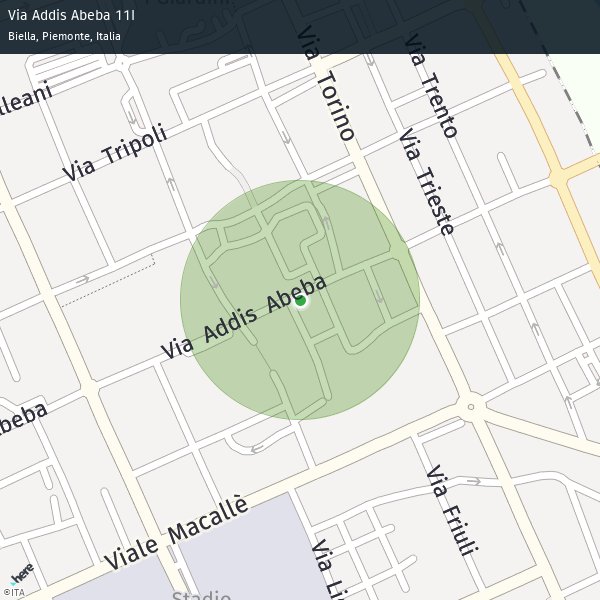 Via Addis Abeba 11I
Biella, Piemonte, Italia
lleani
Via Torino
Via Trento
Via Tripoli
Via Trieste
Via Addis Abeba
beba
Viale Macallè
Via Friuli
Via Li
Stadio
here
©ITA